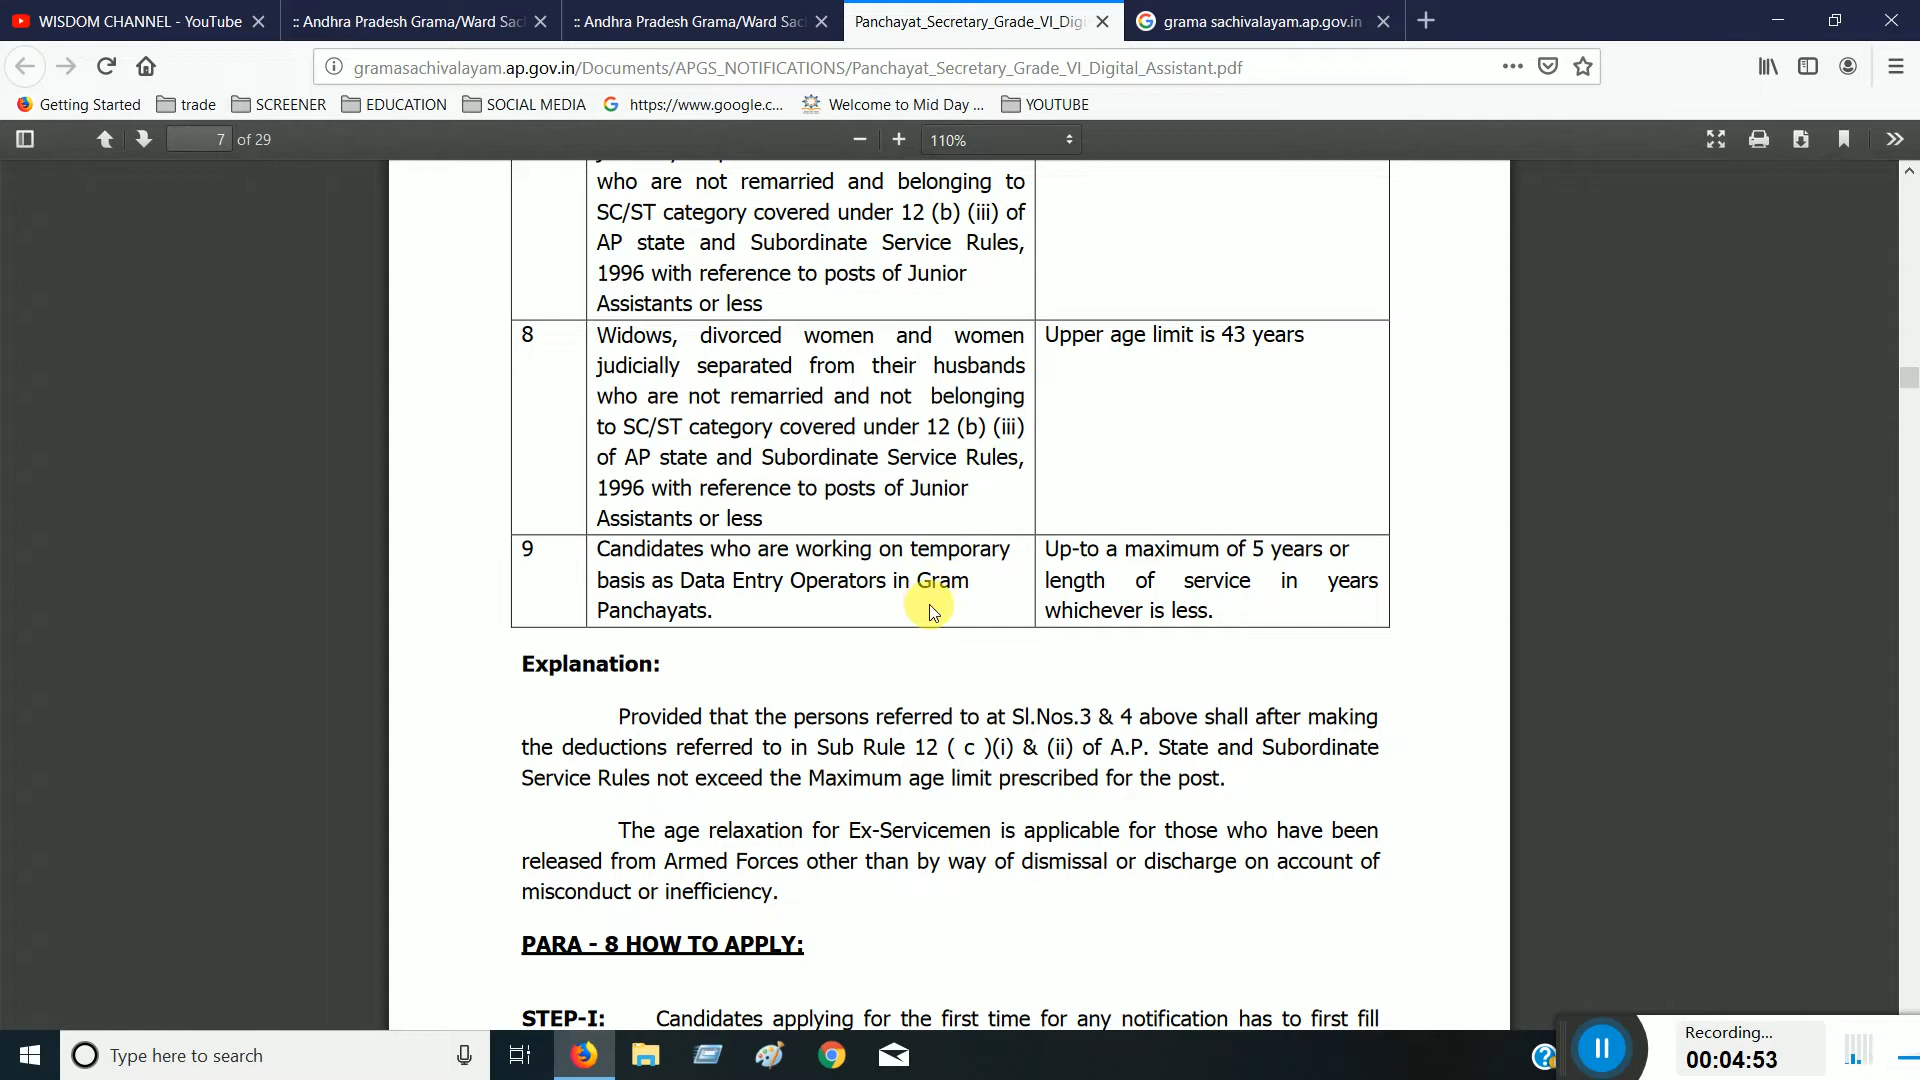 WISDOM CHANNEL - YouTube
:: Andhra Pradesh Grama/Ward Sac
:: Andhra Pradesh Grama/Ward Sac
Panchayat_Secretary_Grade_VI_Digi
grama sachivalayam.ap.gov.in
gramasachivalayam.ap.gov.in/Documents/APGS_NOTIFICATIONS/Panchayat_Secretary_Grade_VI_Digital_Assistant.pdf
Getting Started
trade
SCREENER
EDUCATION
SOCIAL MEDIA
https://www.google.c...
Welcome to Mid Day ...
YOUTUBE
7 of 29
110%
who are not remarried and belonging to
SC/ST category covered under 12 (b) (iii) of
AP state and Subordinate Service Rules,
1996 with reference to posts of Junior
Assistants or less
8
Widows, divorced women and women
judicially separated from their husbands
who are not remarried and not belonging
to SC/ST category covered under 12 (b) (iii)
of AP state and Subordinate Service Rules,
1996 with reference to posts of Junior
Assistants or less
Upper age limit is 43 years
9
Candidates who are working on temporary
basis as Data Entry Operators in Gram
Panchayats.
Up-to a maximum of 5 years or
length of service in years
whichever is less.
Explanation:
Provided that the persons referred to at Sl.Nos.3 & 4 above shall after making
the deductions referred to in Sub Rule 12 ( c )(i) & (ii) of A.P. State and Subordinate
Service Rules not exceed the Maximum age limit prescribed for the post.
The age relaxation for Ex-Servicemen is applicable for those who have been
released from Armed Forces other than by way of dismissal or discharge on account of
misconduct or inefficiency.
PARA - 8 HOW TO APPLY:
STEP-I: Candidates applying for the first time for any notification has to first fill
Type here to search
Recording...
00:04:53